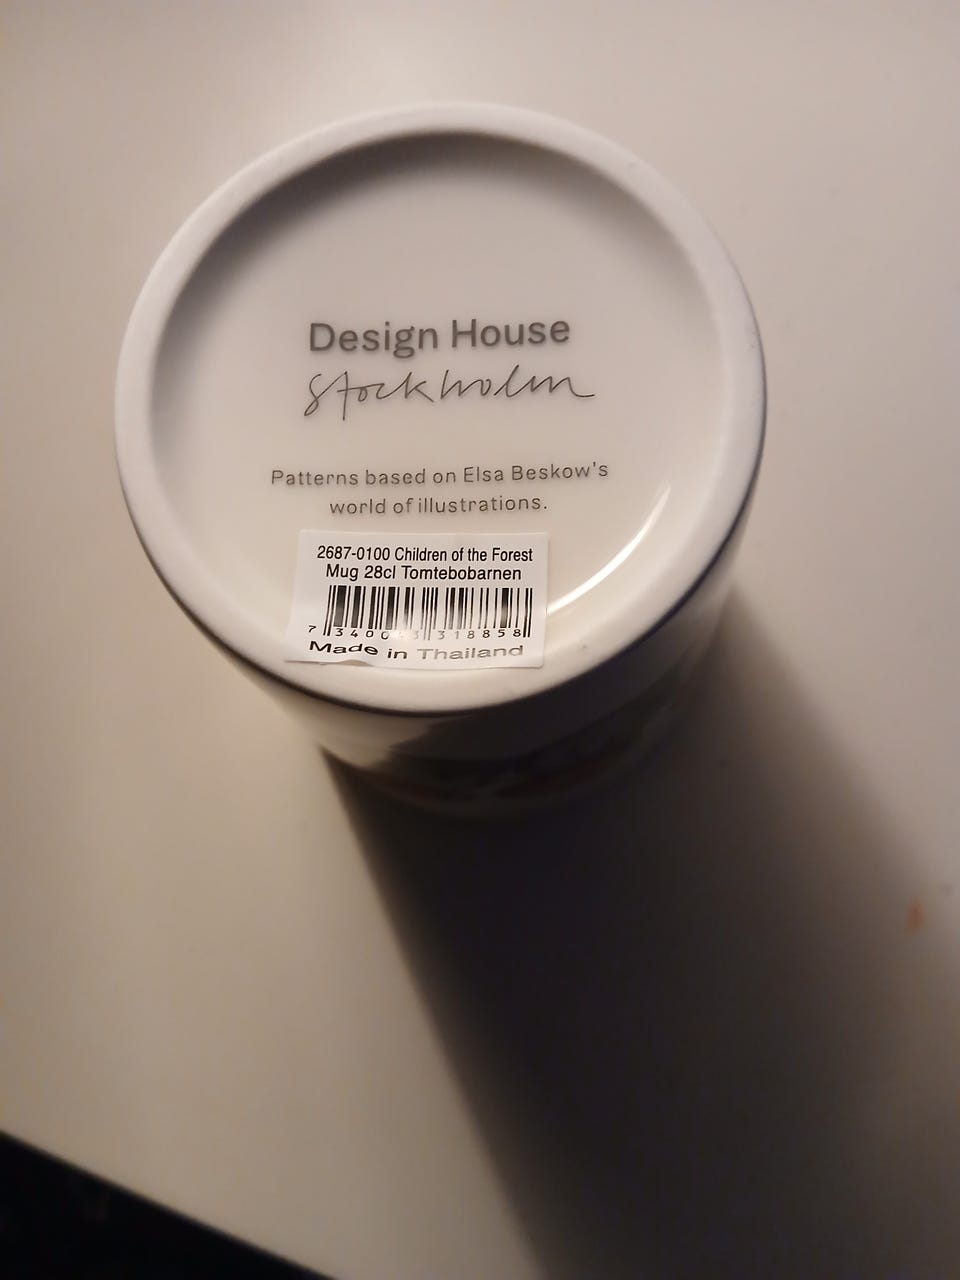 Design House
Stockholm
Patterns based on Elsa Beskow's
world of illustrations.
2687-0100 Children of the Forest
Mug 28cl Tomtebobarnen
Made in Thailand